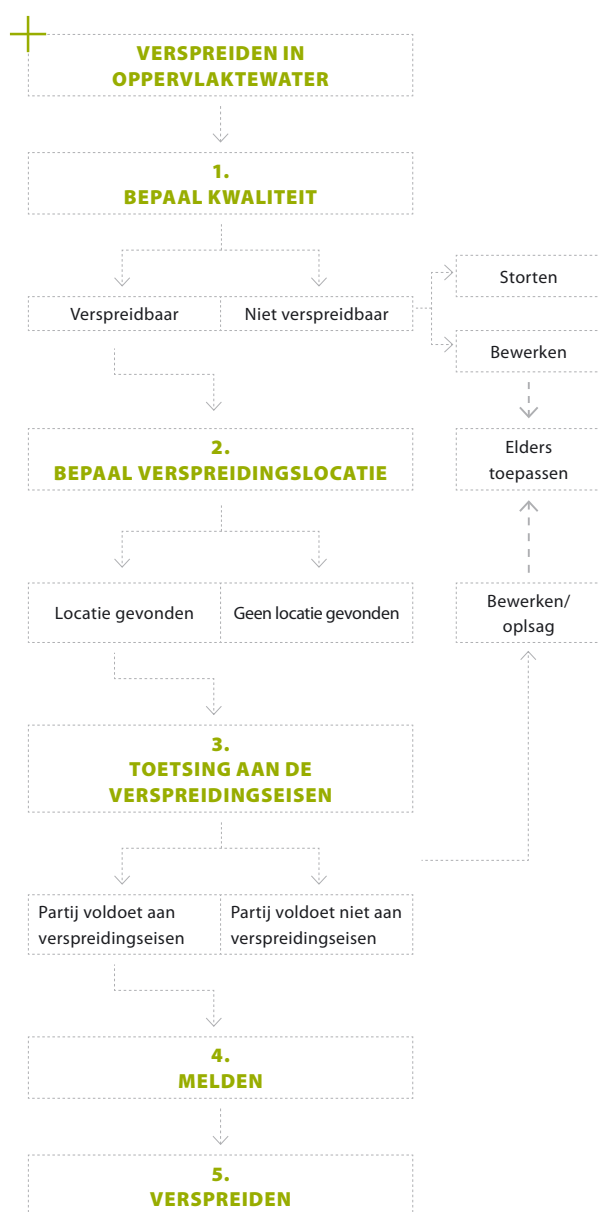 VERSPREIDEN IN
OPPERVLAKTEWATER
1.
BEPAAL KWALITEIT
Verspreidbaar
Niet verspreidbaar
Storten
Bewerken
Elders
toepassen
2.
BEPAAL VERSPREIDINGSLOCATIE
Locatie gevonden
Geen locatie gevonden
Bewerken/
oplsag
3.
TOETSING AAN DE
VERSPREIDINGSEISEN
Partij voldoet aan
verspreidingseisen
Partij voldoet niet aan
verspreidingseisen
4.
MELDEN
5.
VERSPREIDEN